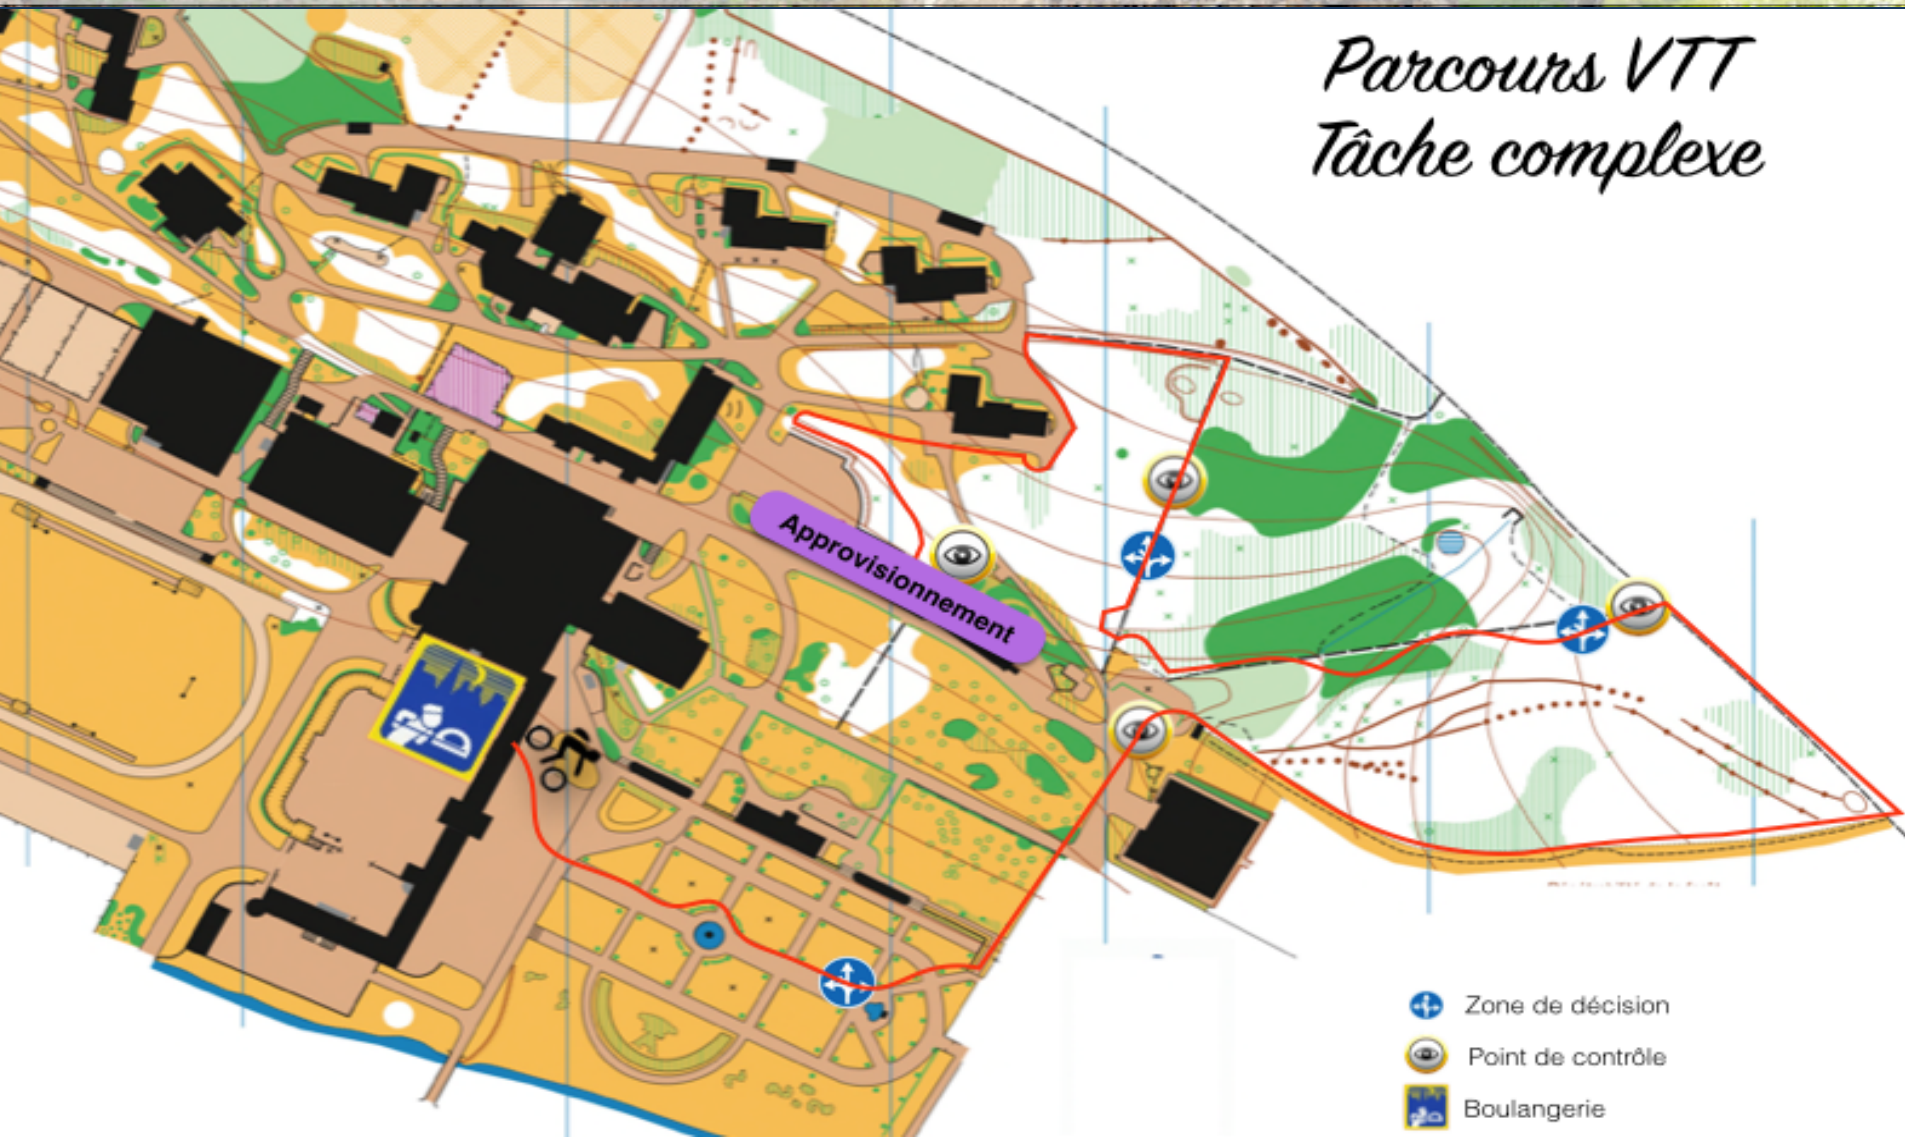 Parcours VTT
Tâche complexe
Approvisionnement
Zone de décision
Point de contrôle
Boulangerie